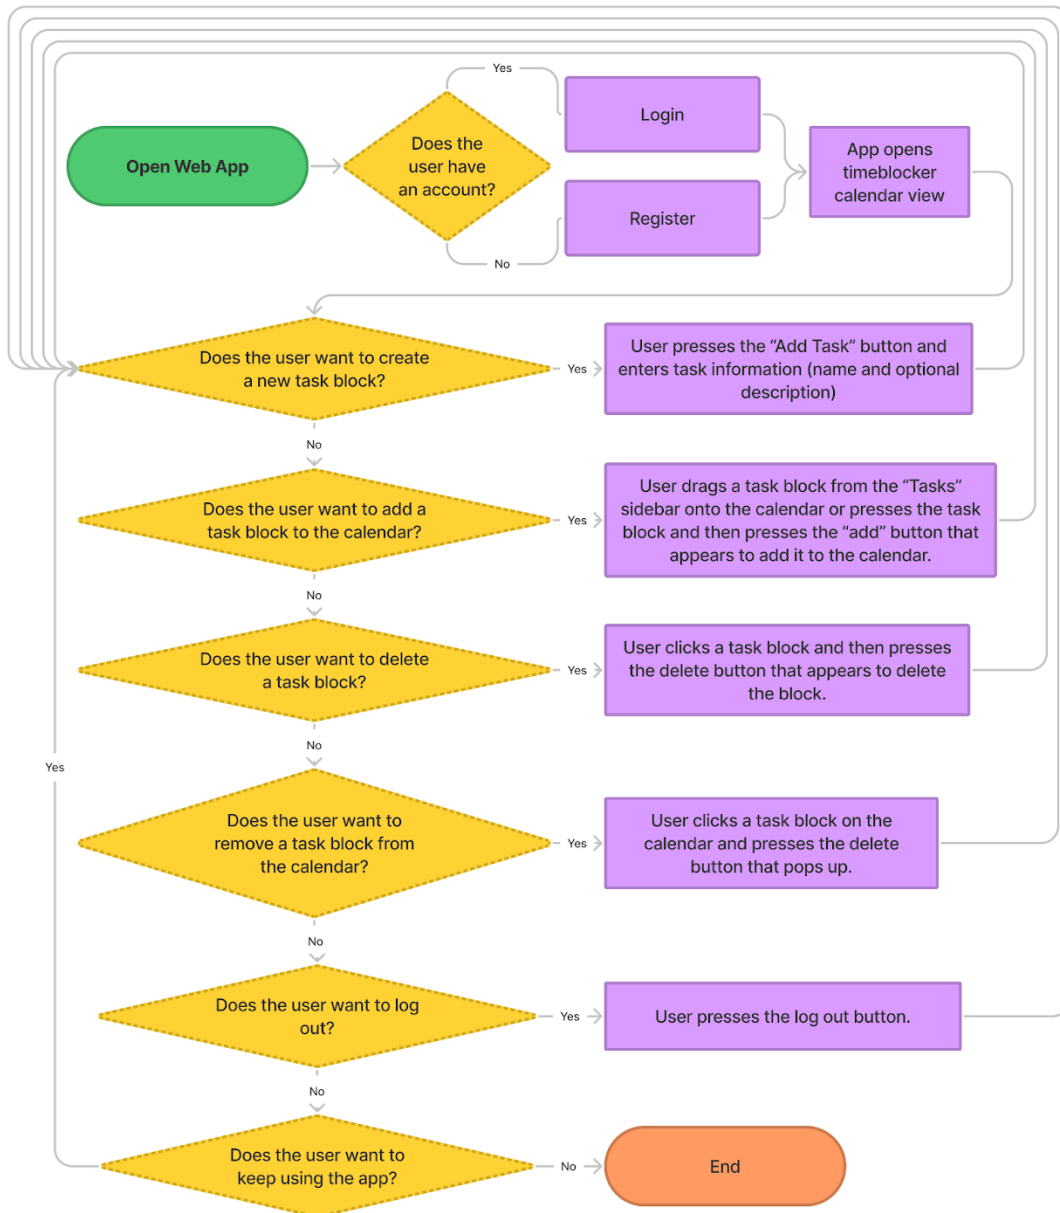 Yes
Login
Open Web App
Does the
user have
an account?
App opens
timeblocker
calendar view
Register
No
Does the user want to create
a new task block?
Yes
User presses the “Add Task” button and
enters task information (name and optional
description)
No
Does the user want to add a
task block to the calendar?
Yes
User drags a task block from the “Tasks”
sidebar onto the calendar or presses the task
block and then presses the “add” button that
appears to add it to the calendar.
No
Does the user want to delete
a task block?
Yes
User clicks a task block and then presses
the delete button that appears to delete
the block.
No
Yes
Does the user want to
remove a task block from
the calendar?
Yes
User clicks a task block on the
calendar and presses the delete
button that pops up.
No
Does the user want to log
out?
Yes
User presses the log out button.
No
Does the user want to
keep using the app?
No
End